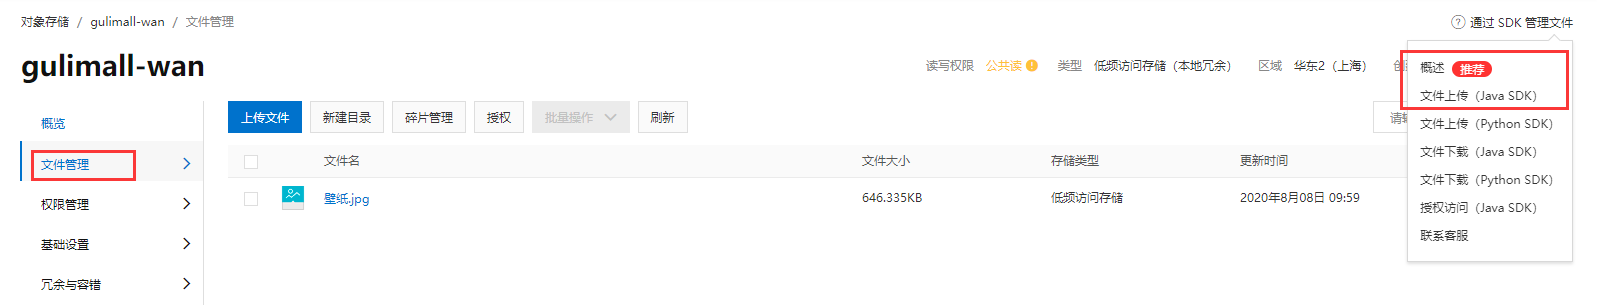 对象存储 / gulimall-wan / 文件管理
通过 SDK 管理文件
gulimall-wan
读写权限 公共读 类型 低频访问存储（本地冗余） 区域 华东2（上海）
概述 推荐
文件上传（Java SDK）
文件上传（Python SDK）
文件下载（Java SDK）
文件下载（Python SDK）
授权访问（Java SDK）
联系客服
概览
文件管理
权限管理
基础设置
冗余与容错
上传文件 新建目录 碎片管理 授权 批量操作 刷新
文件名 文件大小 存储类型 更新时间
壁纸.jpg 646.335KB 低频访问存储 2020年8月08日 09:59